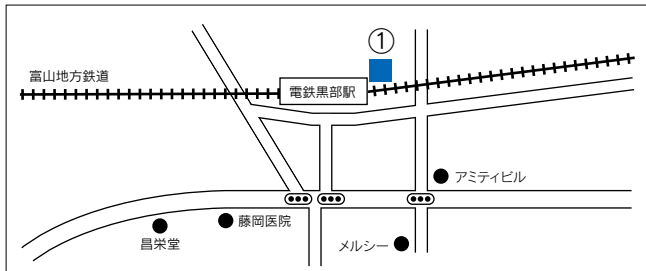 ①
富山地方鉄道
電鉄黒部駅
アミティビル
藤岡医院
昌栄堂
メルシー